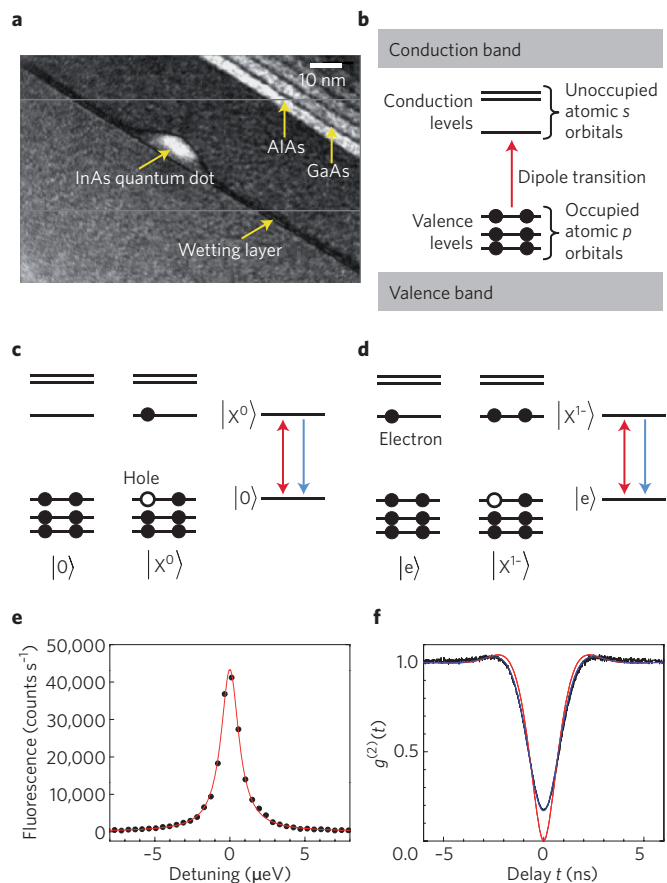 a
10 nm
AlAs
GaAs
InAs quantum dot
Wetting layer
b
Conduction band
Conduction
levels
Unoccupied
atomic s
orbitals
Dipole transition
Valence
levels
Occupied
atomic p
orbitals
Valence band
c
|X⁰⟩
Hole
|0⟩
|0⟩
|X⁰⟩
d
|X¹⁻⟩
Electron
|e⟩
|e⟩
|X¹⁻⟩
e
50,000
40,000
30,000
20,000
10,000
0
Fluorescence (counts s⁻¹)
−5
0
5
Detuning (μeV)
f
1.0
0.5
0.0
g⁽²⁾(t)
−5
0
5
Delay t (ns)